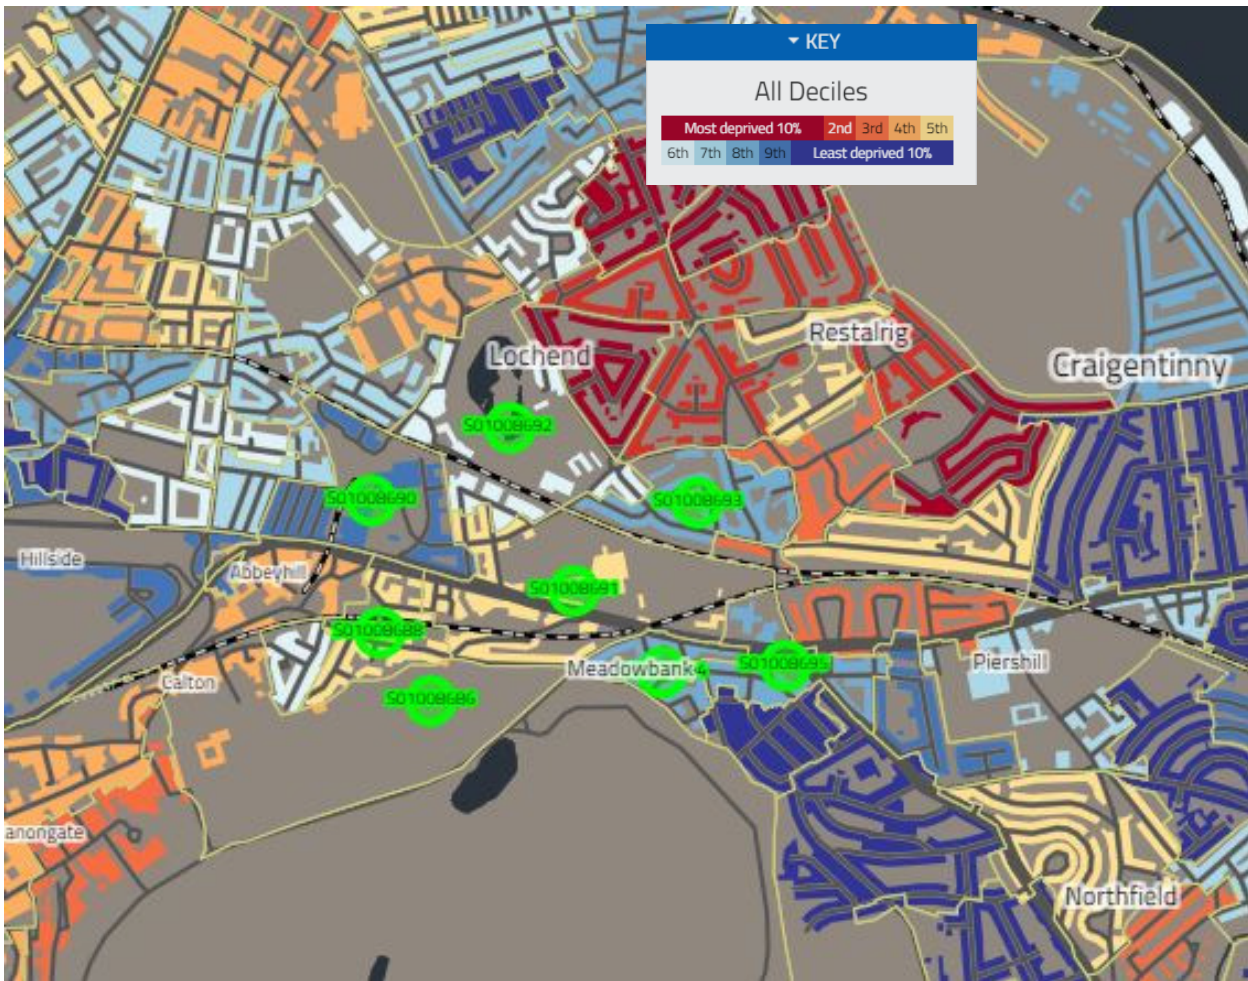 KEY
All Deciles
Most deprived 10% 2nd 3rd 4th 5th
6th 7th 8th 9th Least deprived 10%
Restalrig
Lochend
Craigentinny
S01008692
S01008690
S01008693
Hillside
Abbeyhill
S01008691
S01008688
Meadowbank 4
S01008695
Piershill
Calton
S01008686
anongate
Northfield